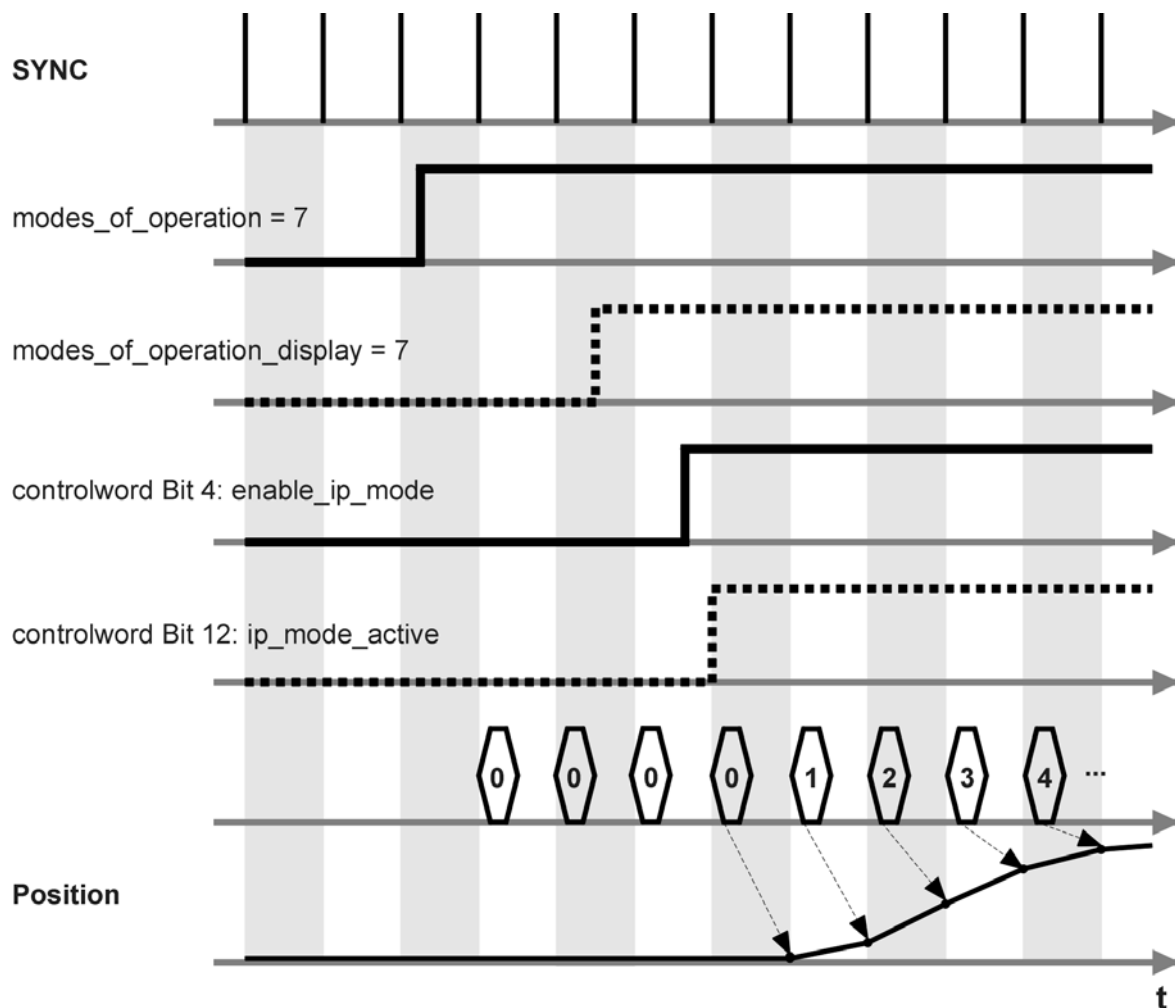 SYNC
modes_of_operation = 7
modes_of_operation_display = 7
controlword Bit 4: enable_ip_mode
controlword Bit 12: ip_mode_active
0 0 0 0 1 2 3 4 ...
Position
t